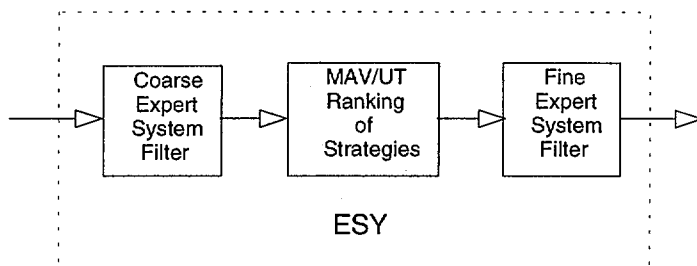 Coarse
Expert
System
Filter
MAV/UT
Ranking
of
Strategies
Fine
Expert
System
Filter
ESY